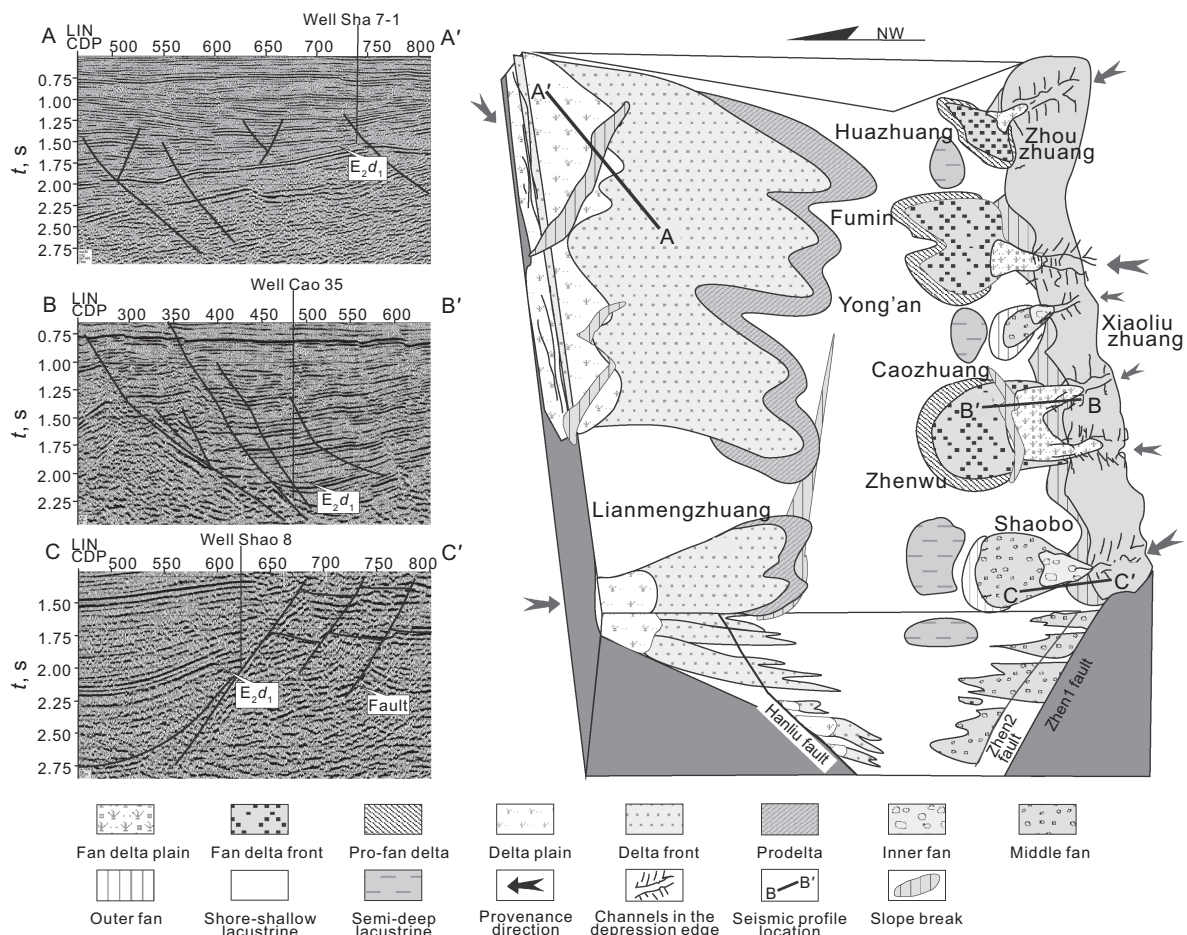 Well Sha 7-1
A LIN CDP 500 550 600 650 700 750 800 A′
0.75
1.00
1.25
1.50
1.75
2.00
2.25
2.50
2.75
t, s
E2d1
Well Cao 35
B LIN CDP 300 350 400 450 500 550 600 B′
0.75
1.00
1.25
1.50
1.75
2.00
2.25
t, s
E2d1
Well Shao 8
C LIN CDP 500 550 600 650 700 750 800 C′
1.50
1.75
2.00
2.25
2.50
2.75
t, s
E2d1
Fault
NW
A′
A
Huazhuang
Zhou
zhuang
Fumin
Yong’an
Xiaoliu
zhuang
Caozhuang
B′ B
Zhenwu
Lianmengzhuang
Shaobo
C C′
Hanliu fault
Zhen2
fault
Zhen1 fault
Fan delta plain
Fan delta front
Pro-fan delta
Delta plain
Delta front
Prodelta
Inner fan
Middle fan
B B′
Outer fan
Shore-shallow
lacustrine
Semi-deep
lacustrine
Provenance
direction
Channels in the
depression edge
Seismic profile
location
Slope break